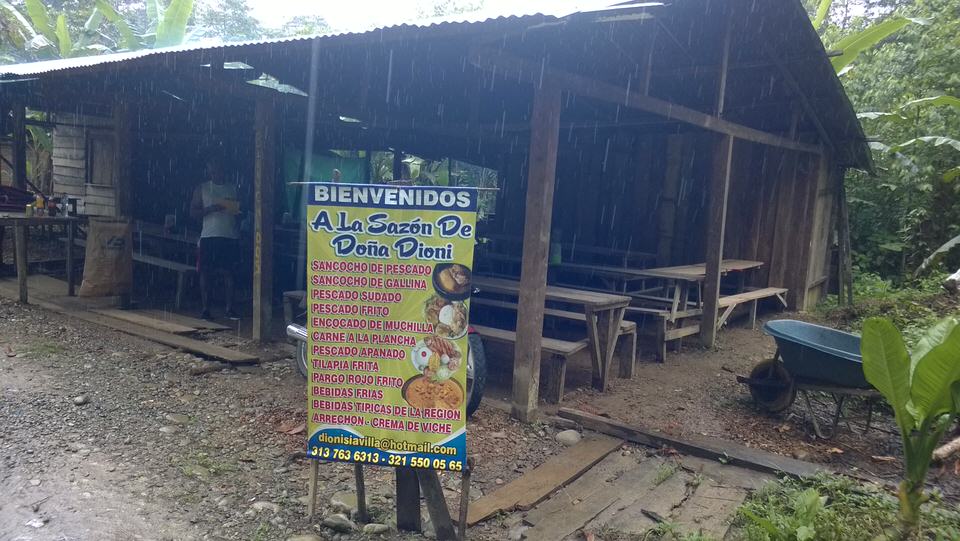 BIENVENIDOS
A La Sazón De
Doña Dioni
SANCOCHO DE PESCADO
SANCOCHO DE GALLINA
PESCADO SUDADO
PESCADO FRITO
ENCOCADO DE MUCHILLA
CARNE A LA PLANCHA
PESCADO APANADO
TILAPIA FRITA
PARGO ROJO FRITO
BEBIDAS FRIAS
BEBIDAS TIPICAS DE LA REGION
ARRECHON - CREMA DE VICHE
dionisiavilla@hotmail.com
313 763 6313 - 321 550 05 65